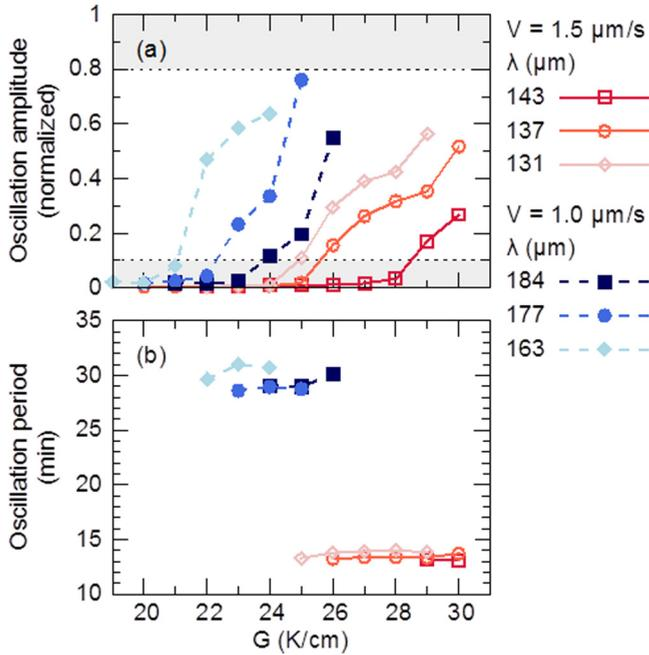 Oscillation amplitude
(normalized)
1
0.8
0.6
0.4
0.2
0
(a)
V = 1.5 µm/s
λ (µm)
143
137
131
V = 1.0 µm/s
λ (µm)
184
177
163
Oscillation period
(min)
35
30
25
20
15
10
(b)
20 22 24 26 28 30
G (K/cm)